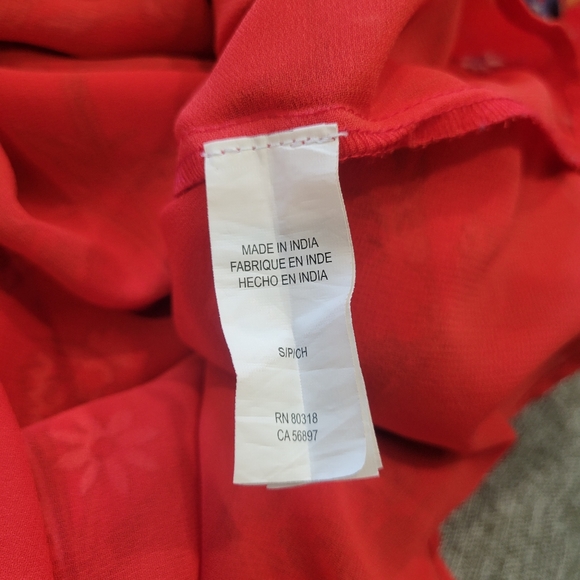 MADE IN INDIA
FABRIQUE EN INDE
HECHO EN INDIA
S/P/CH
RN 80318
CA 56897